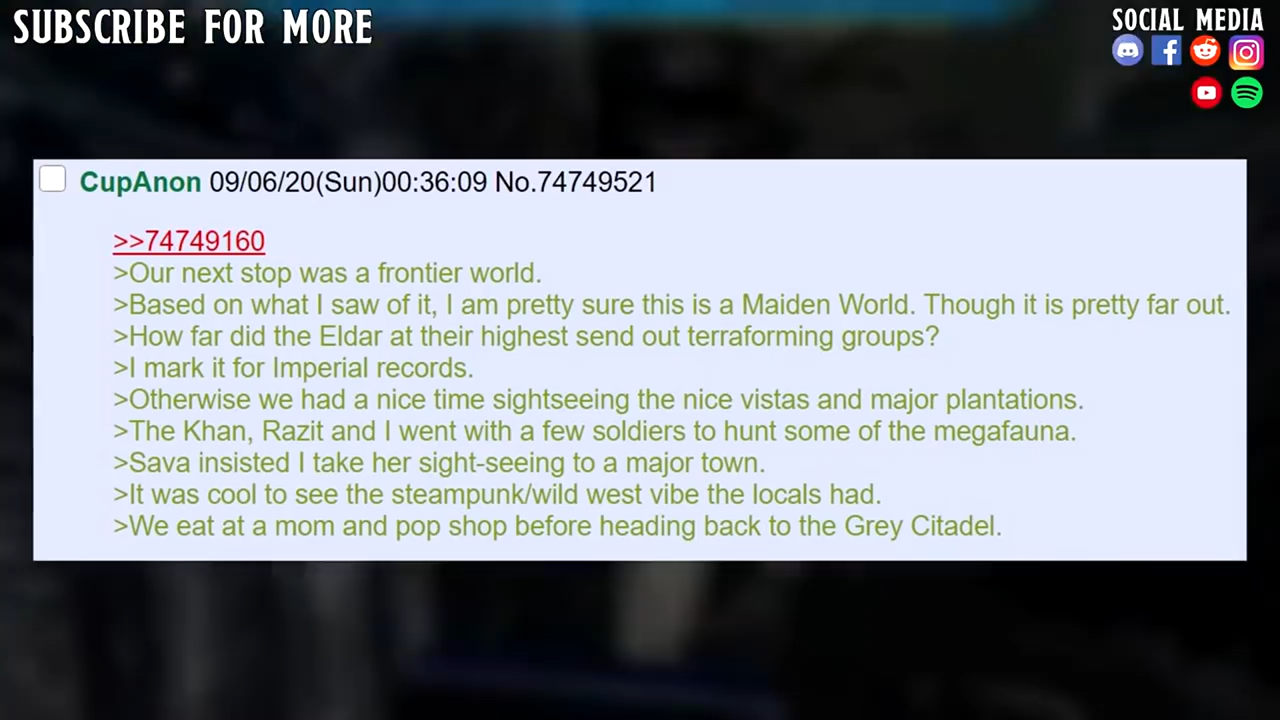 SUBSCRIBE FOR MORE
SOCIAL MEDIA
CupAnon 09/06/20(Sun)00:36:09 No.74749521
>>74749160
>Our next stop was a frontier world.
>Based on what I saw of it, I am pretty sure this is a Maiden World. Though it is pretty far out.
>How far did the Eldar at their highest send out terraforming groups?
>I mark it for Imperial records.
>Otherwise we had a nice time sightseeing the nice vistas and major plantations.
>The Khan, Razit and I went with a few soldiers to hunt some of the megafauna.
>Sava insisted I take her sight-seeing to a major town.
>It was cool to see the steampunk/wild west vibe the locals had.
>We eat at a mom and pop shop before heading back to the Grey Citadel.